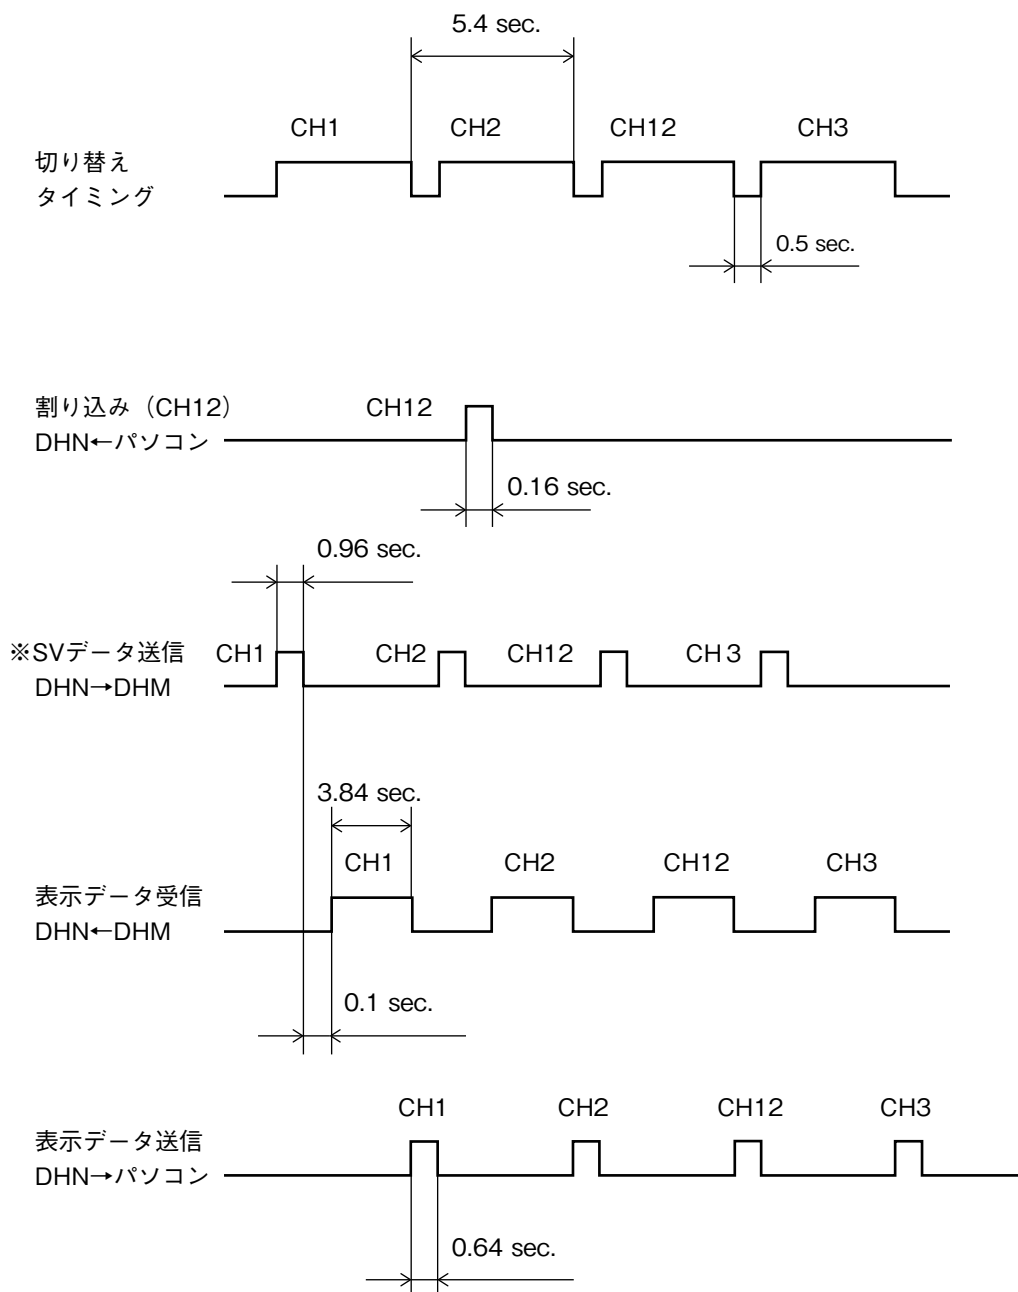 5.4 sec.
CH1 CH2 CH12 CH3
切り替え
タイミング
0.5 sec.
割り込み（CH12） CH12
DHN←パソコン
0.16 sec.
0.96 sec.
※SVデータ送信 CH1 CH2 CH12 CH3
DHN→DHM
3.84 sec.
CH1 CH2 CH12 CH3
表示データ受信
DHN←DHM
0.1 sec.
CH1 CH2 CH12 CH3
表示データ送信
DHN→パソコン
0.64 sec.